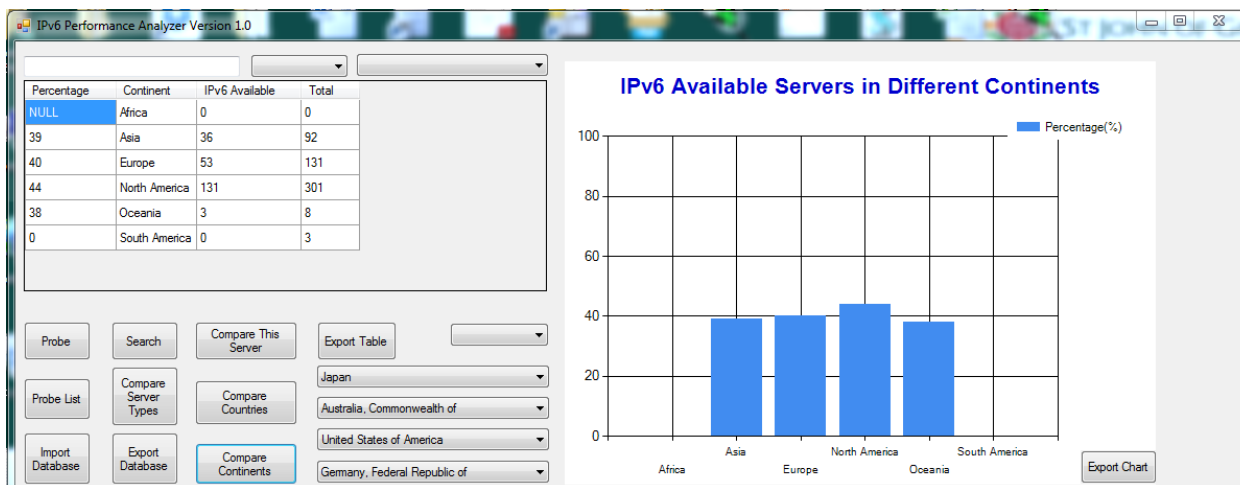 IPv6 Performance Analyzer Version 1.0
Percentage Continent IPv6 Available Total
NULL Africa 0 0
39 Asia 36 92
40 Europe 53 131
44 North America 131 301
38 Oceania 3 8
0 South America 0 3
Probe
Search
Compare This
Server
Export Table
Probe List
Compare
Server
Types
Compare
Countries
Import
Database
Export
Database
Compare
Continents
Japan
Australia, Commonwealth of
United States of America
Germany, Federal Republic of
IPv6 Available Servers in Different Continents
Percentage(%)
100
80
60
40
20
0
Asia North America South America
Africa Europe Oceania
Export Chart